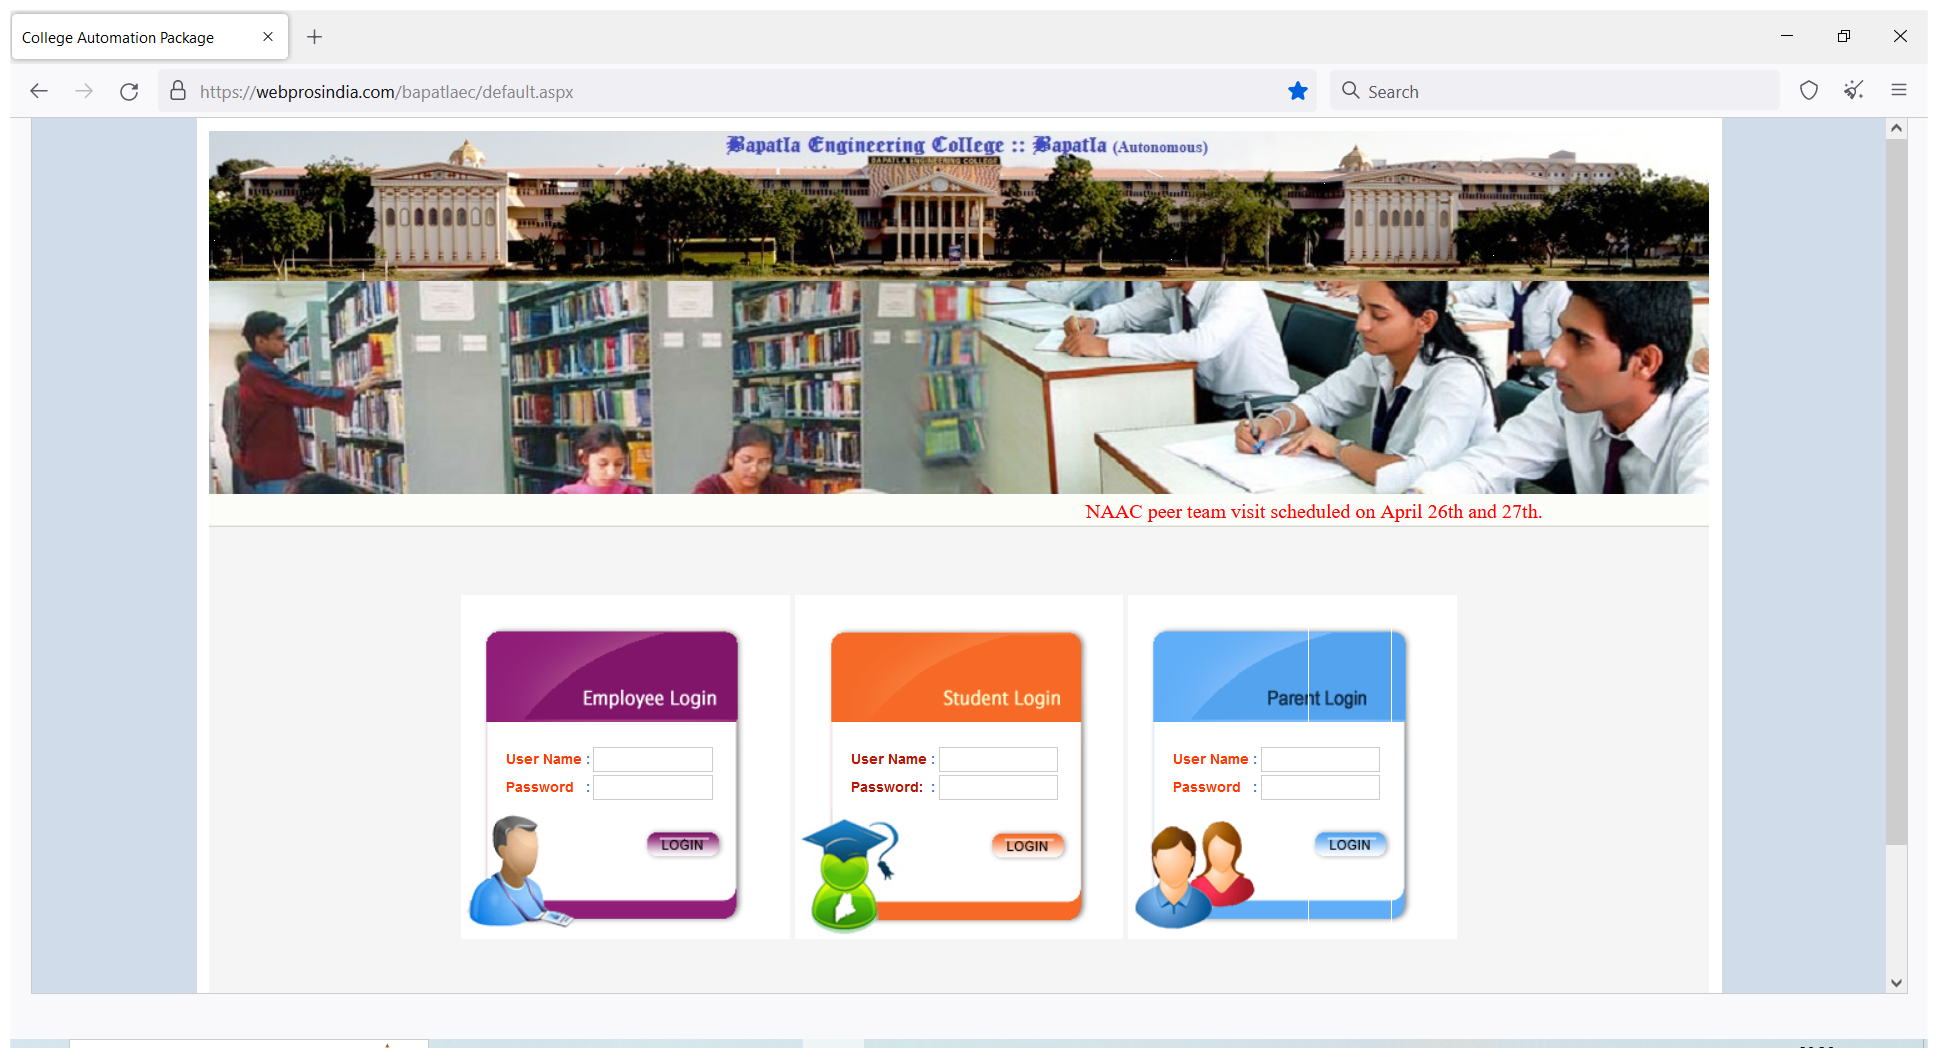 College Automation Package
https://webprosindia.com/bapatlaec/default.aspx
Search
Bapatla Engineering College :: Bapatla (Autonomous)
BAPATLA ENGINEERING COLLEGE
NAAC peer team visit scheduled on April 26th and 27th.
Employee Login
User Name :
Password :
LOGIN
Student Login
User Name :
Password: :
LOGIN
Parent Login
User Name :
Password :
LOGIN